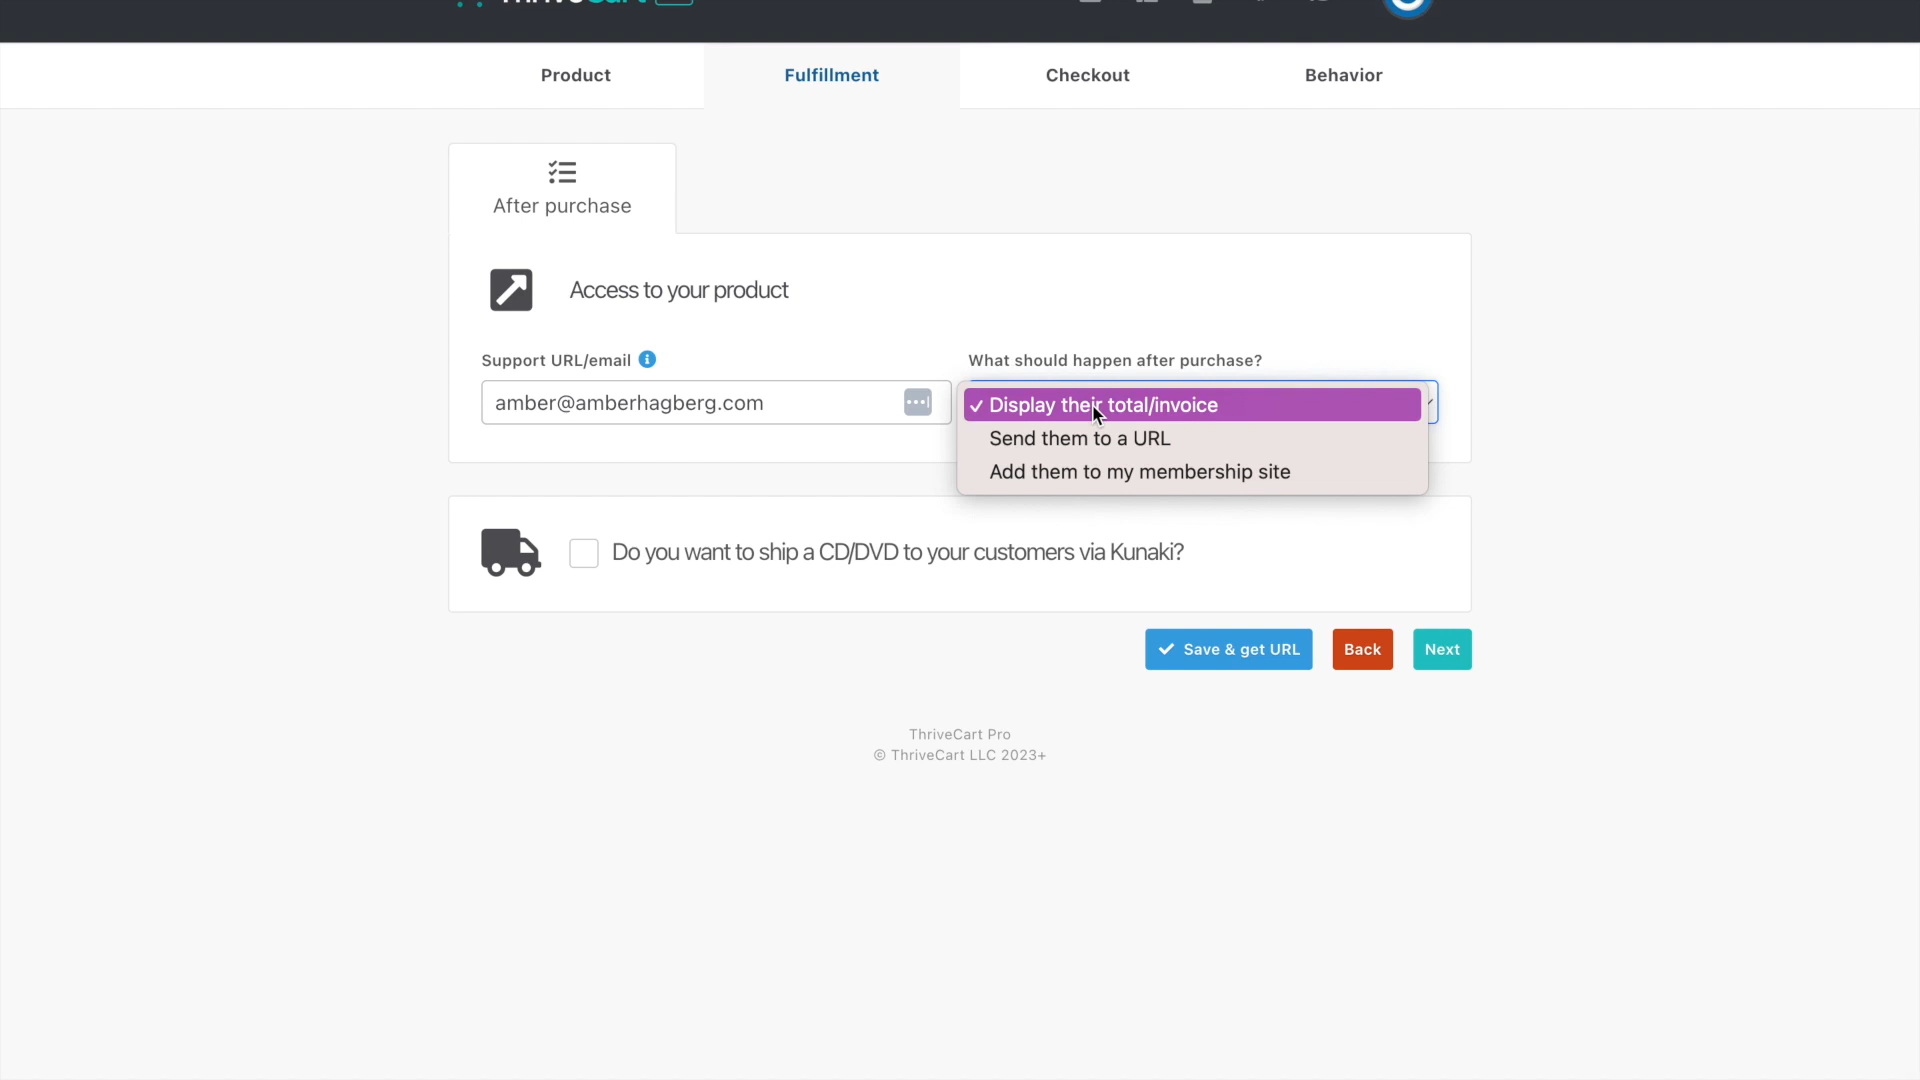 ThriveCart
Product
Fulfillment
Checkout
Behavior
After purchase
Access to your product
Support URL/email
What should happen after purchase?
amber@amberhagberg.com
✓ Display their total/invoice
Send them to a URL
Add them to my membership site
Do you want to ship a CD/DVD to your customers via Kunaki?
Save & get URL
Back
Next
ThriveCart Pro
© ThriveCart LLC 2023+